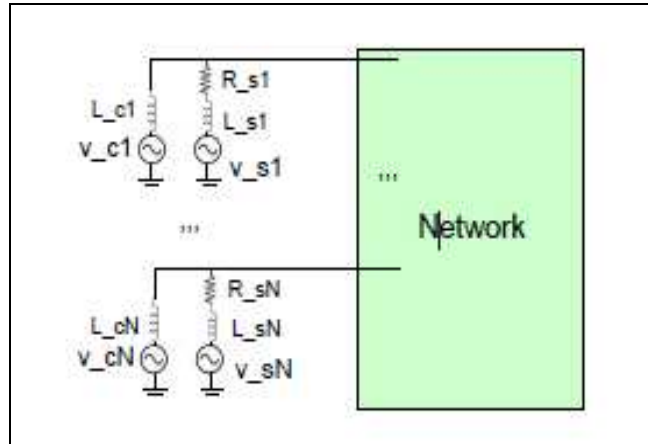 R_s1
L_c1
L_s1
v_c1
v_s1
,,,
,,,
Network
R_sN
L_cN
L_sN
v_cN
v_sN